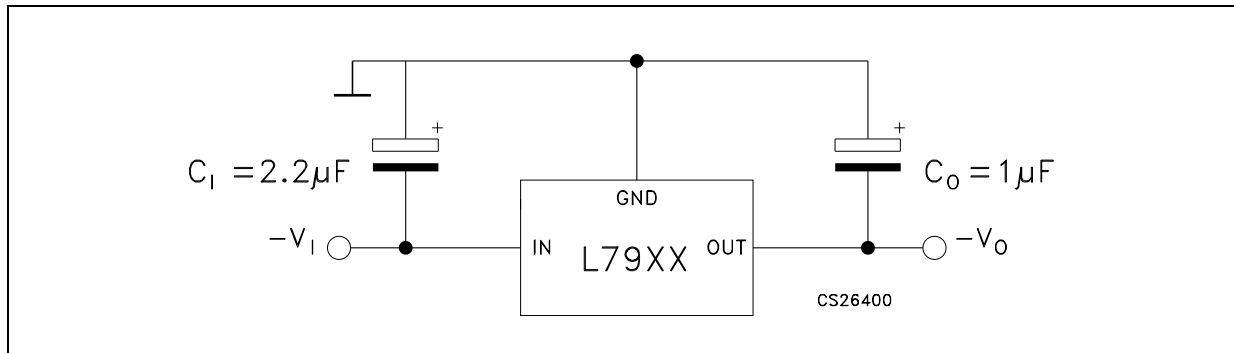 +
+
C_I = 2.2µF
C_O = 1µF
GND
-V_I
IN
L79XX
OUT
-V_O
CS26400